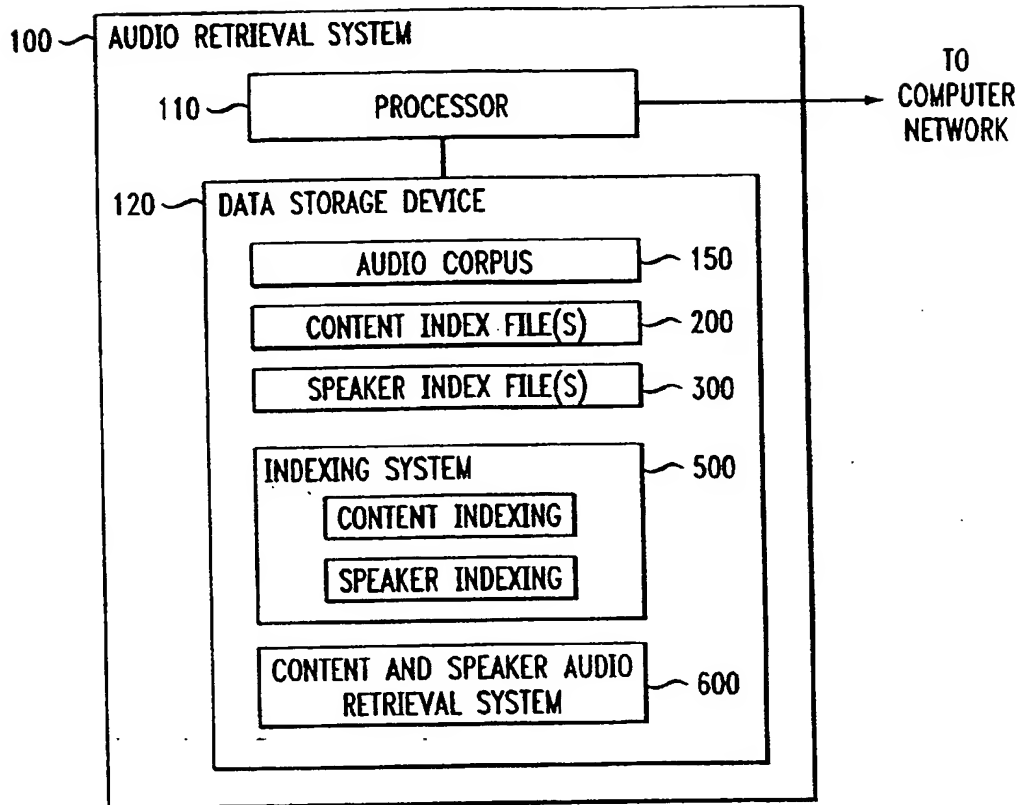 100 AUDIO RETRIEVAL SYSTEM
TO
COMPUTER
NETWORK
110 PROCESSOR
120 DATA STORAGE DEVICE
AUDIO CORPUS 150
CONTENT INDEX FILE(S) 200
SPEAKER INDEX FILE(S) 300
INDEXING SYSTEM 500
CONTENT INDEXING
SPEAKER INDEXING
CONTENT AND SPEAKER AUDIO
RETRIEVAL SYSTEM 600